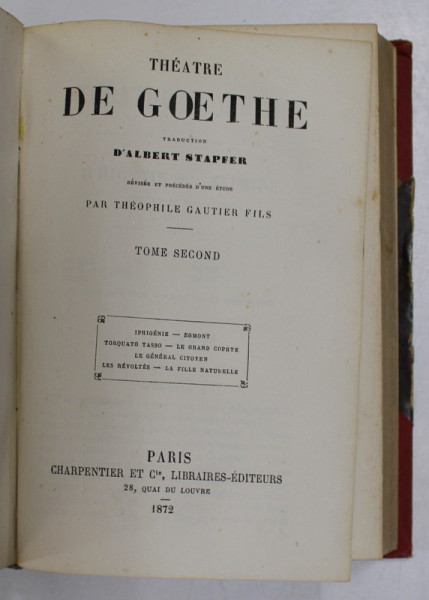 THÉATRE
DE GŒTHE
TRADUCTION
D'ALBERT STAPFER
RÉVISÉE ET PRÉCÉDÉE D'UNE ÉTUDE
PAR THÉOPHILE GAUTIER FILS
TOME SECOND
IPHIGÉNIE — EGMONT
TORQUATO TASSO — LE GRAND COPHTE
LE GÉNÉRAL CITOYEN
LES RÉVOLTÉS — LA FILLE NATURELLE
PARIS
CHARPENTIER ET Cie, LIBRAIRES-ÉDITEURS
28, QUAI DU LOUVRE
1872